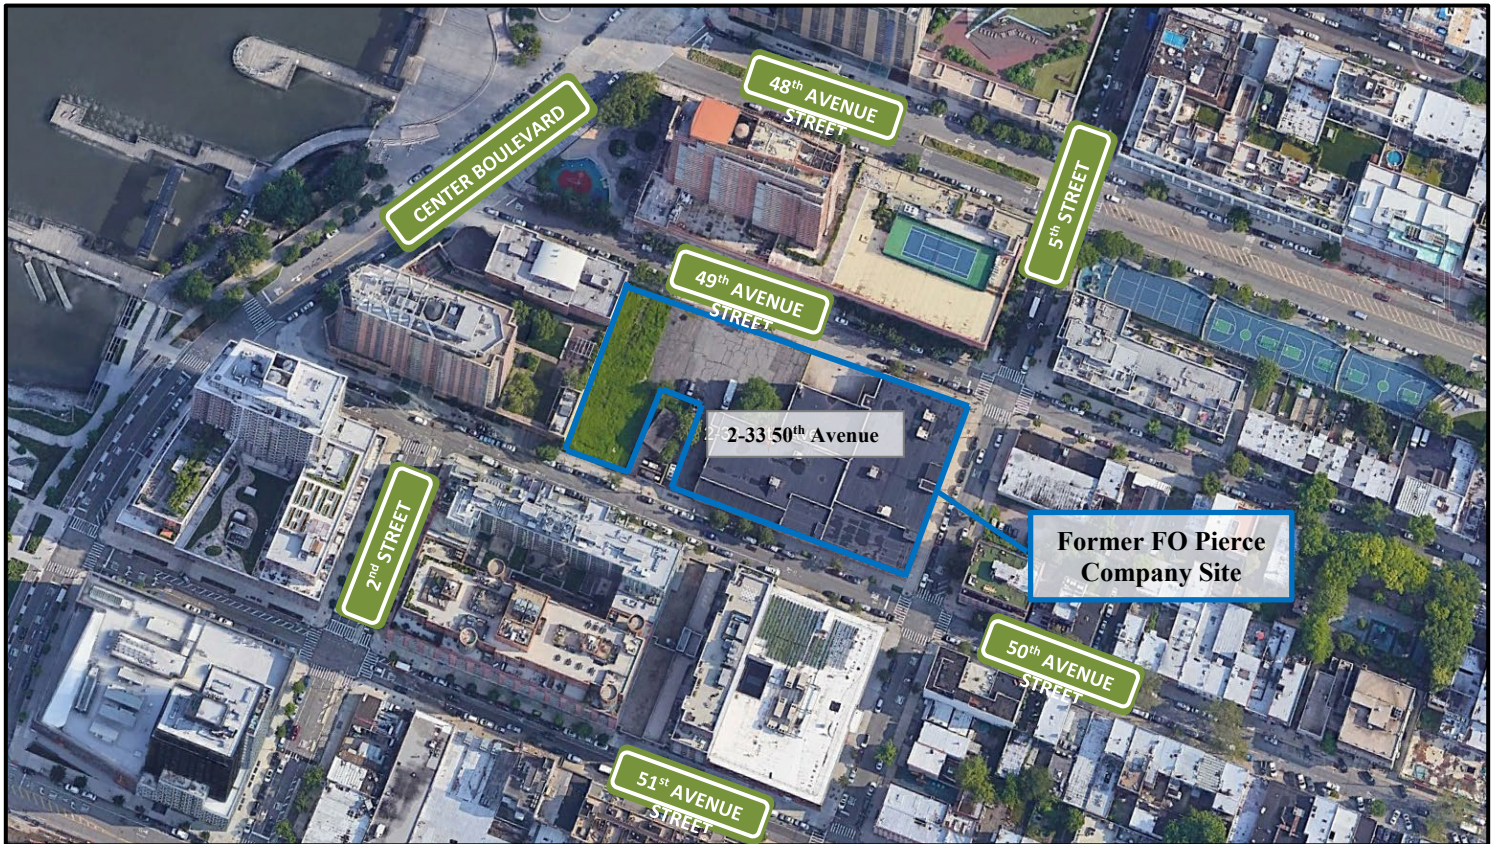 48th AVENUE
STREET
CENTER BOULEVARD
5th STREET
49th AVENUE
STREET
2-33 50th Avenue
2nd STREET
Former FO Pierce
Company Site
50th AVENUE
STREET
51st AVENUE
STREET